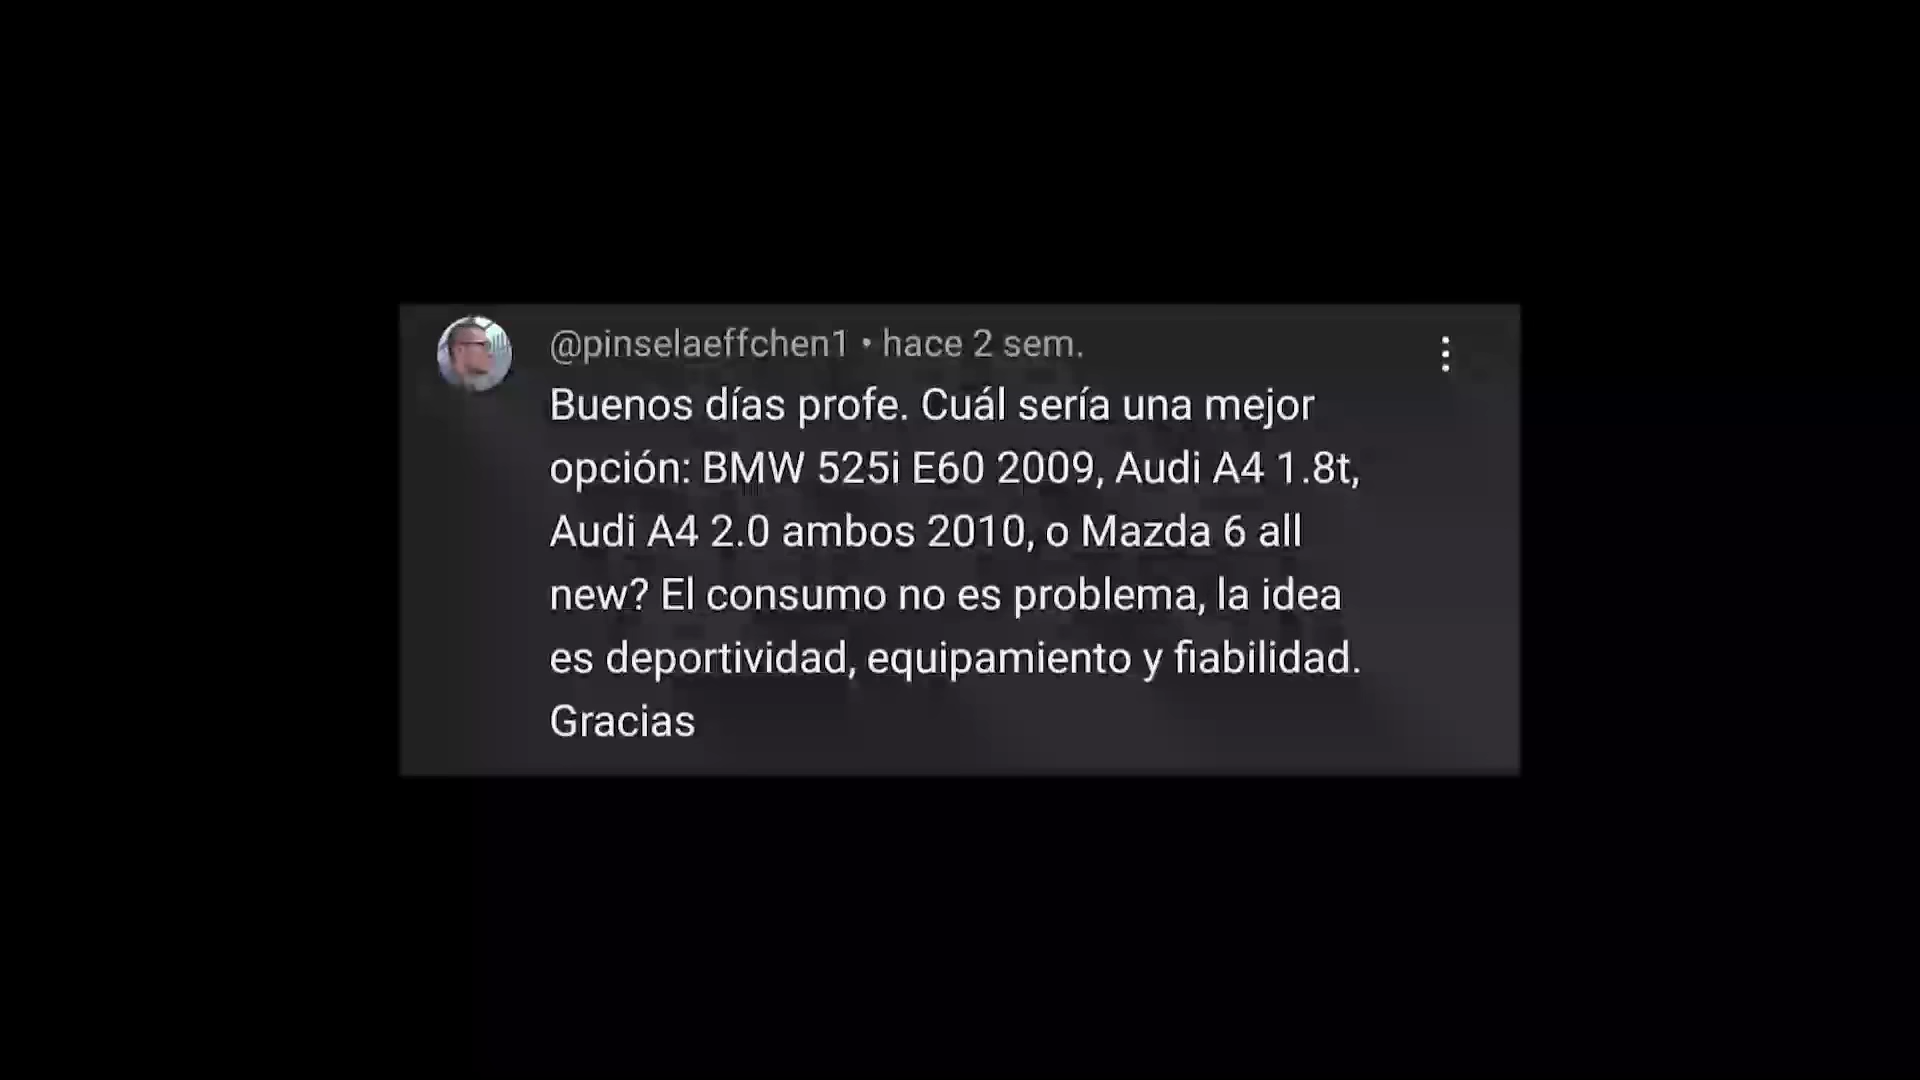 @pinselaeffchen1 • hace 2 sem.
Buenos días profe. Cuál sería una mejor
opción: BMW 525i E60 2009, Audi A4 1.8t,
Audi A4 2.0 ambos 2010, o Mazda 6 all
new? El consumo no es problema, la idea
es deportividad, equipamiento y fiabilidad.
Gracias